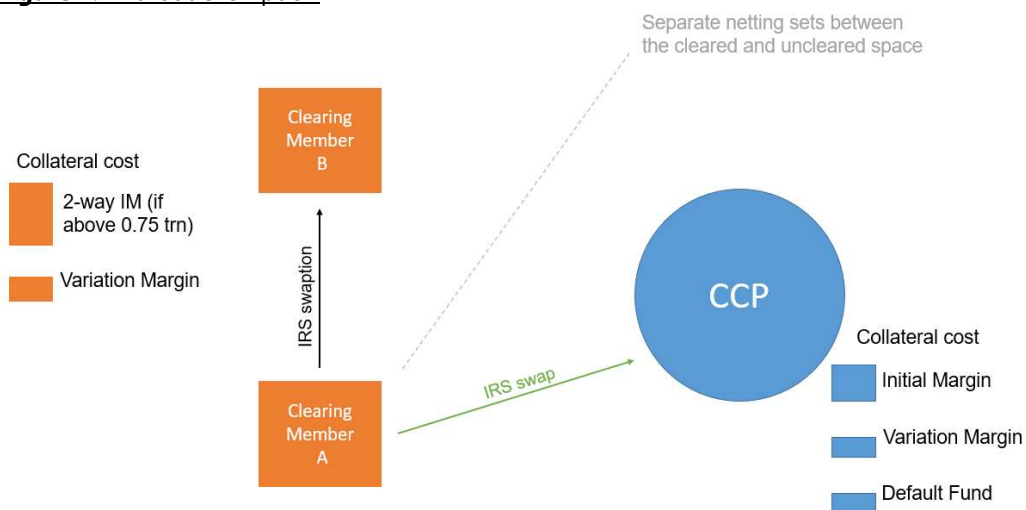 Separate netting sets between
the cleared and uncleared space
Clearing
Member
B
Collateral cost
2-way IM (if
above 0.75 trn)
Variation Margin
IRS swaption
CCP
Collateral cost
IRS swap
Initial Margin
Clearing
Member
A
Variation Margin
Default Fund